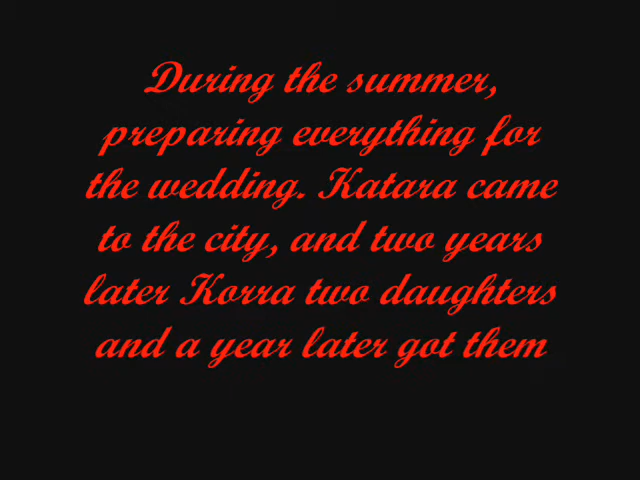 During the summer,
preparing everything for
the wedding. Katara came
to the city, and two years
later Korra two daughters
and a year later got them